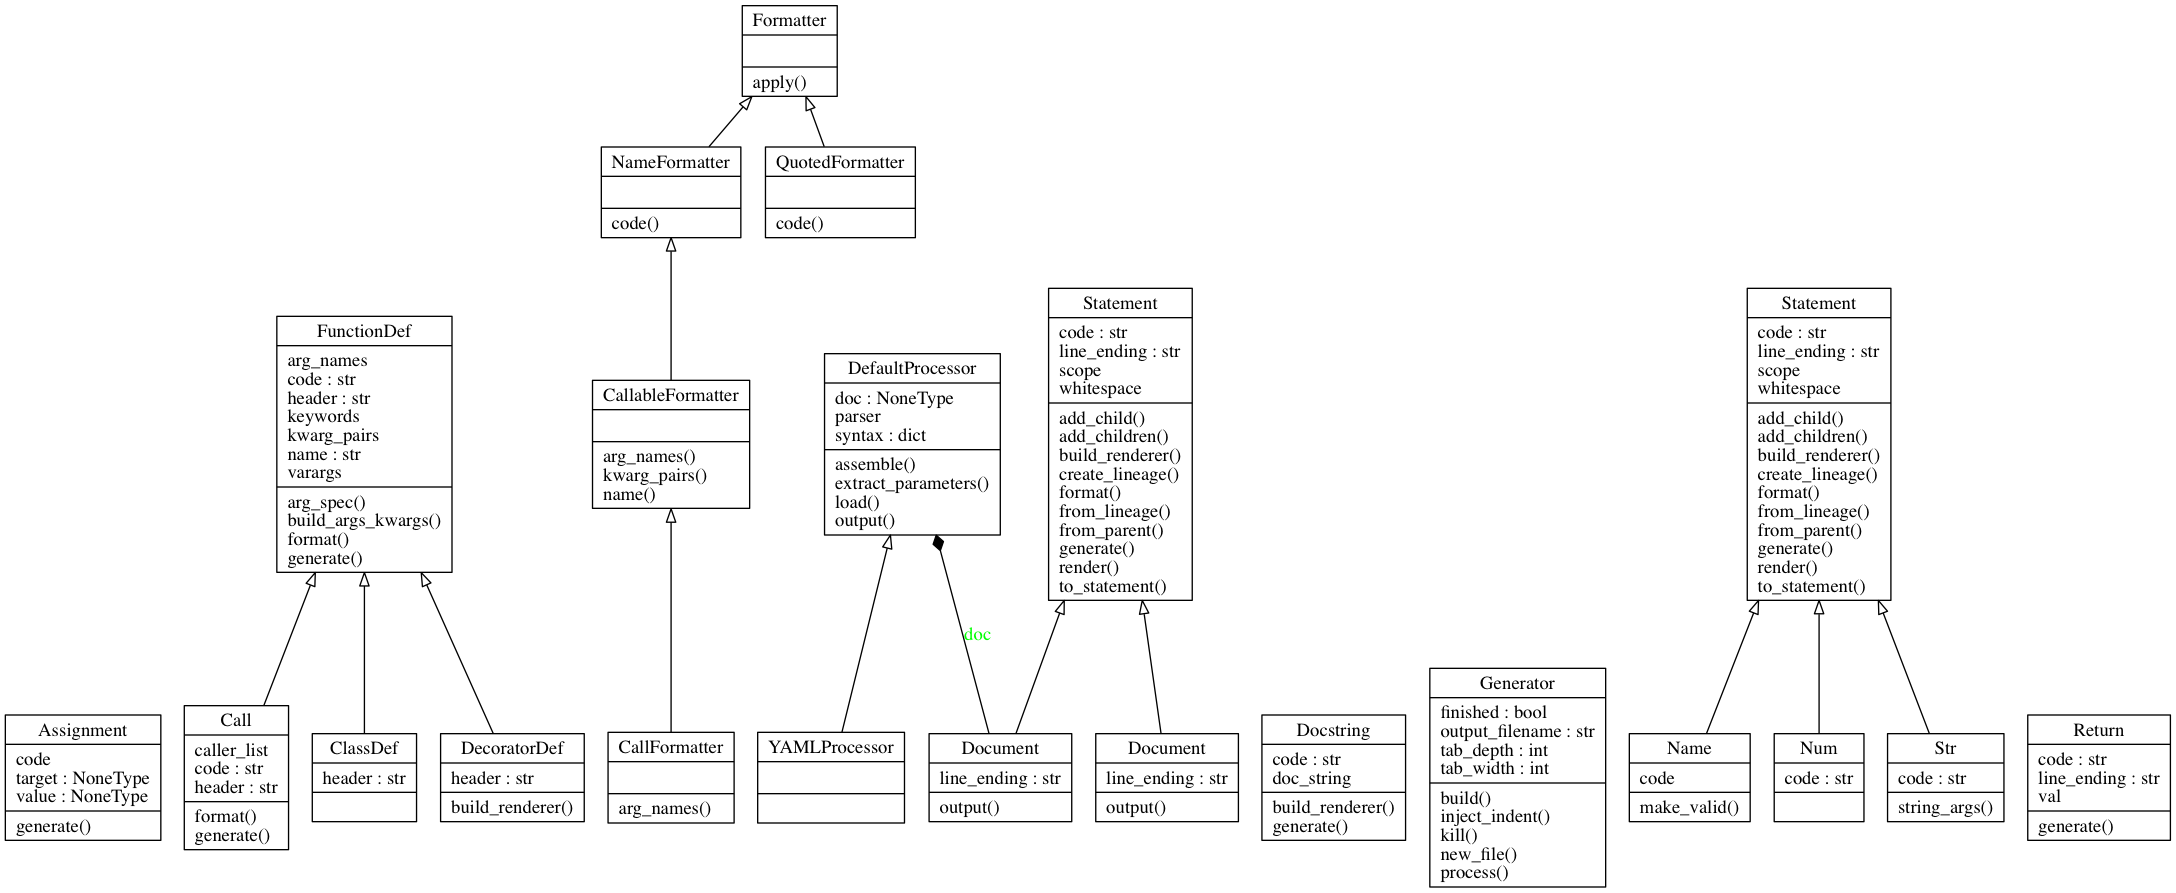 Formatter
apply()
NameFormatter
code()
QuotedFormatter
code()
FunctionDef
arg_names
code : str
header : str
keywords
kwarg_pairs
name : str
varargs
arg_spec()
build_args_kwargs()
format()
generate()
CallableFormatter
arg_names()
kwarg_pairs()
name()
DefaultProcessor
doc : NoneType
parser
syntax : dict
assemble()
extract_parameters()
load()
output()
Statement
code : str
line_ending : str
scope
whitespace
add_child()
add_children()
build_renderer()
create_lineage()
format()
from_lineage()
from_parent()
generate()
render()
to_statement()
Statement
code : str
line_ending : str
scope
whitespace
add_child()
add_children()
build_renderer()
create_lineage()
format()
from_lineage()
from_parent()
generate()
render()
to_statement()
doc
Assignment
code
target : NoneType
value : NoneType
generate()
Call
caller_list
code : str
header : str
format()
generate()
ClassDef
header : str
DecoratorDef
header : str
build_renderer()
CallFormatter
arg_names()
YAMLProcessor
Document
line_ending : str
output()
Document
line_ending : str
output()
Docstring
code : str
doc_string
build_renderer()
generate()
Generator
finished : bool
output_filename : str
tab_depth : int
tab_width : int
build()
inject_indent()
kill()
new_file()
process()
Name
code
make_valid()
Num
code : str
Str
code : str
string_args()
Return
code : str
line_ending : str
val
generate()